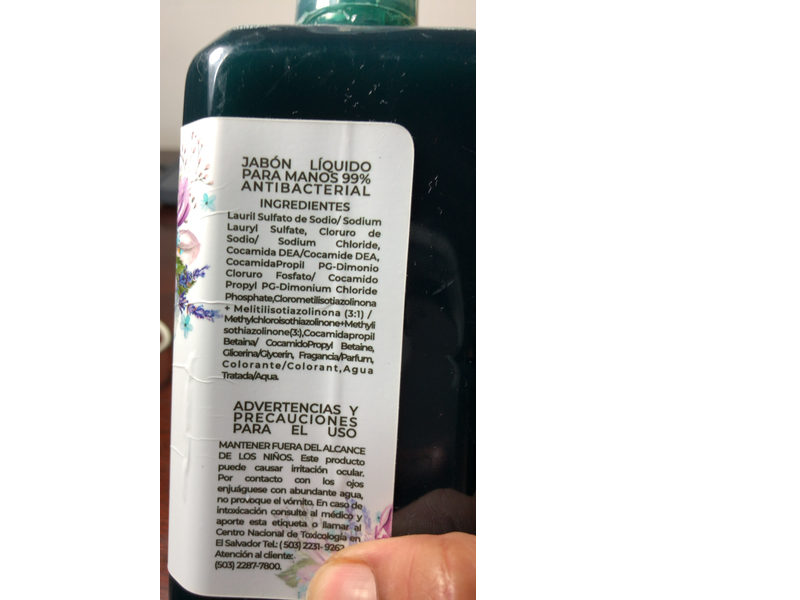 JABÓN LÍQUIDO
PARA MANOS 99%
ANTIBACTERIAL
INGREDIENTES
Lauril Sulfato de Sodio/ Sodium
Lauryl Sulfate, Cloruro de
Sodio/ Sodium Chloride,
Cocamida DEA/Cocamide DEA,
CocamidaPropil PG-Dimonio
Cloruro Fosfato/ Cocamido
Propyl PG-Dimonium Chloride
Phosphate,Clorometilisotiazolinona
+ Melitilisotiazolinona (3:1) /
Methylchloroisothiazolinone+Methyli
sothiazolinone(3:),Cocamidapropil
Betaina/ CocamidoPropyl Betaine,
Glicerina/Glycerin, Fragancia/Parfum,
Colorante/Colorant,Agua
Tratada/Aqua.
ADVERTENCIAS Y
PRECAUCIONES
PARA EL USO
MANTENER FUERA DEL ALCANCE
DE LOS NIÑOS. Este producto
puede causar irritación ocular.
Por contacto con los ojos
enjuáguese con abundante agua,
no provoque el vómito. En caso de
intoxicación consulte al médico y
aporte esta etiqueta o llamar al
Centro Nacional de Toxicología en
El Salvador Tel.: ( 503) 2231- 9262
Atención al cliente:
(503) 2287-7800.